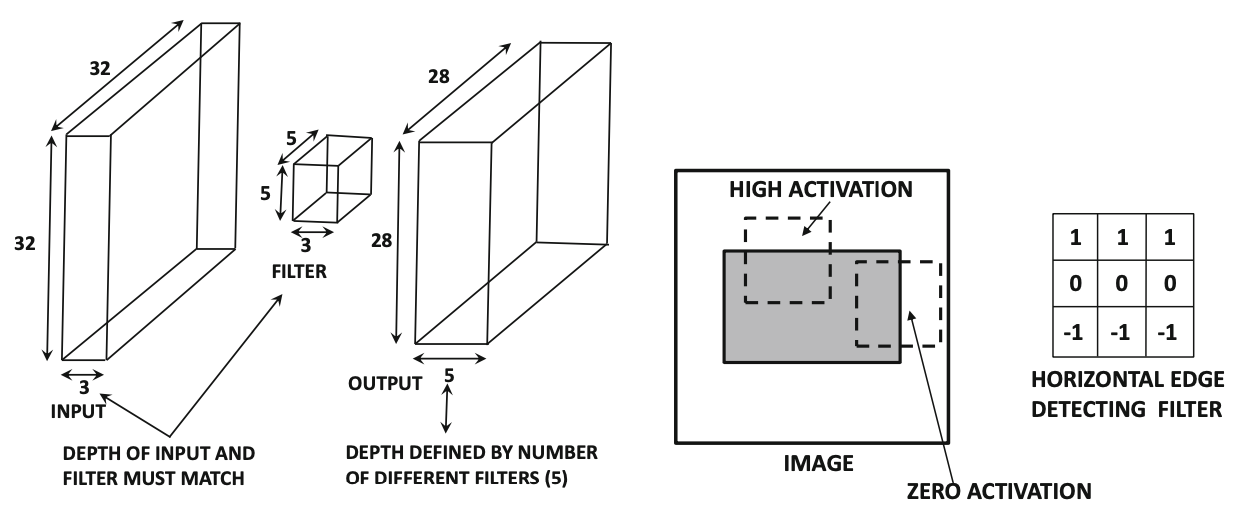 32
32
3
INPUT
DEPTH OF INPUT AND
FILTER MUST MATCH
5
5
3
FILTER
28
28
OUTPUT 5
DEPTH DEFINED BY NUMBER
OF DIFFERENT FILTERS (5)
HIGH ACTIVATION
IMAGE
ZERO ACTIVATION
1 1 1
0 0 0
-1 -1 -1
HORIZONTAL EDGE
DETECTING FILTER